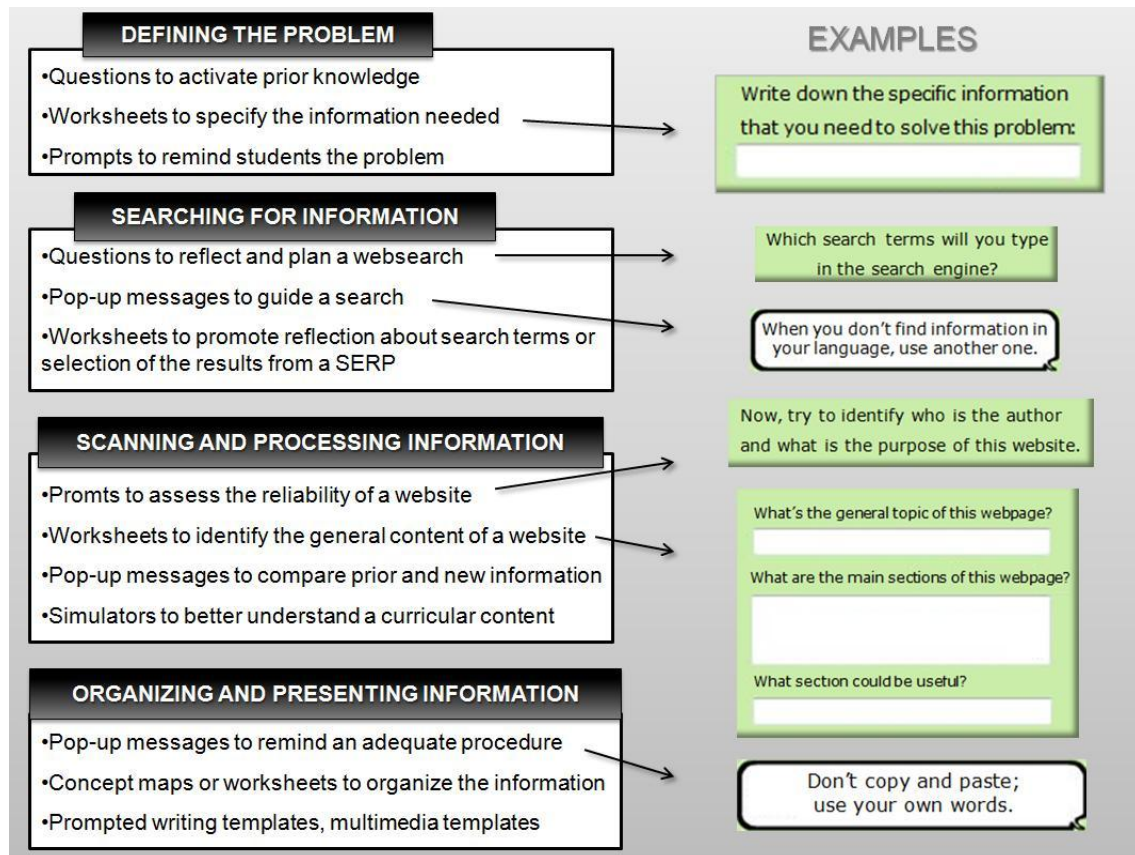 DEFINING THE PROBLEM
•Questions to activate prior knowledge
•Worksheets to specify the information needed
•Prompts to remind students the problem
SEARCHING FOR INFORMATION
•Questions to reflect and plan a websearch
•Pop-up messages to guide a search
•Worksheets to promote reflection about search terms or
selection of the results from a SERP
SCANNING AND PROCESSING INFORMATION
•Promts to assess the reliability of a website
•Worksheets to identify the general content of a website
•Pop-up messages to compare prior and new information
•Simulators to better understand a curricular content
ORGANIZING AND PRESENTING INFORMATION
•Pop-up messages to remind an adequate procedure
•Concept maps or worksheets to organize the information
•Prompted writing templates, multimedia templates
EXAMPLES
Write down the specific information
that you need to solve this problem:
Which search terms will you type
in the search engine?
When you don't find information in
your language, use another one.
Now, try to identify who is the author
and what is the purpose of this website.
What's the general topic of this webpage?
What are the main sections of this webpage?
What section could be useful?
Don't copy and paste;
use your own words.